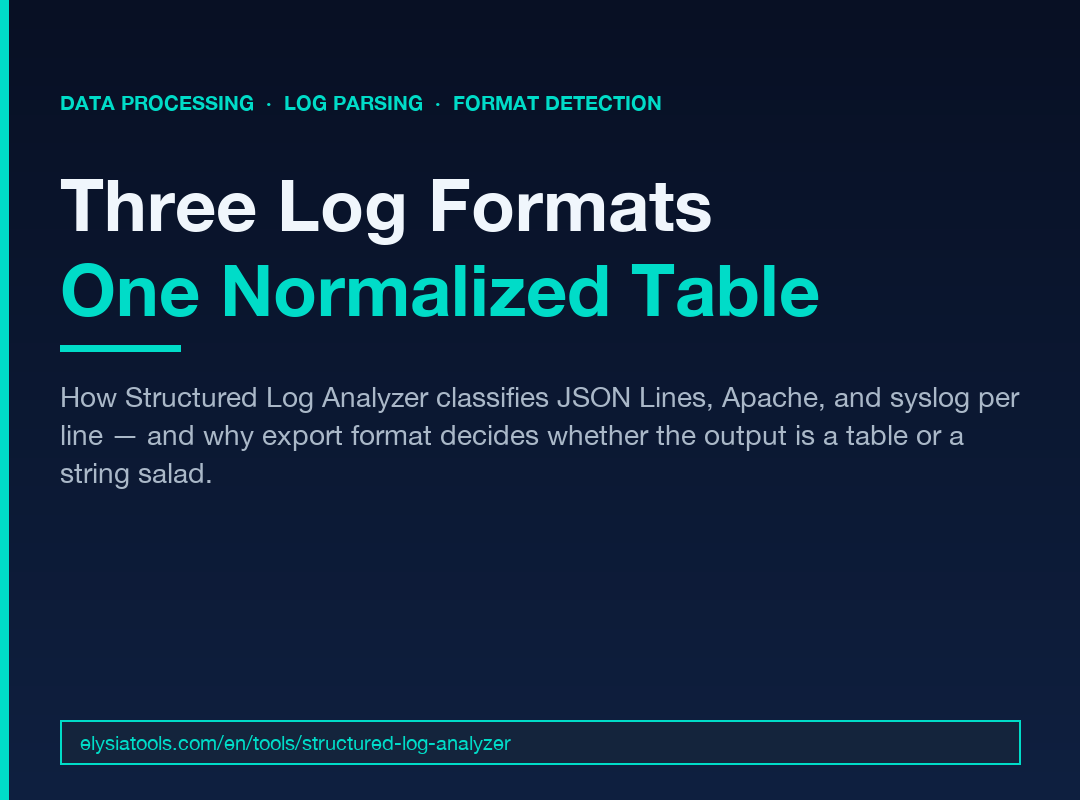 DATA PROCESSING · LOG PARSING · FORMAT DETECTION
Three Log Formats
One Normalized Table
How Structured Log Analyzer classifies JSON Lines, Apache, and syslog per
line — and why export format decides whether the output is a table or a
string salad.
elysiatools.com/en/tools/structured-log-analyzer